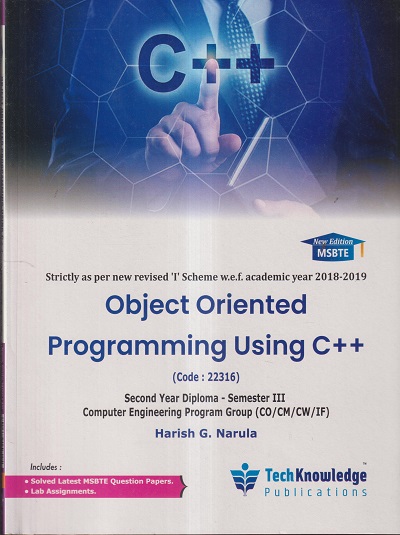 C++
New Edition
MSBTE
Strictly as per new revised 'I' Scheme w.e.f. academic year 2018-2019
Object Oriented
Programming Using C++
(Code : 22316)
Second Year Diploma - Semester III
Computer Engineering Program Group (CO/CM/CW/IF)
Harish G. Narula
Includes :
• Solved Latest MSBTE Question Papers.
• Lab Assignments.
TechKnowledge™
Publications